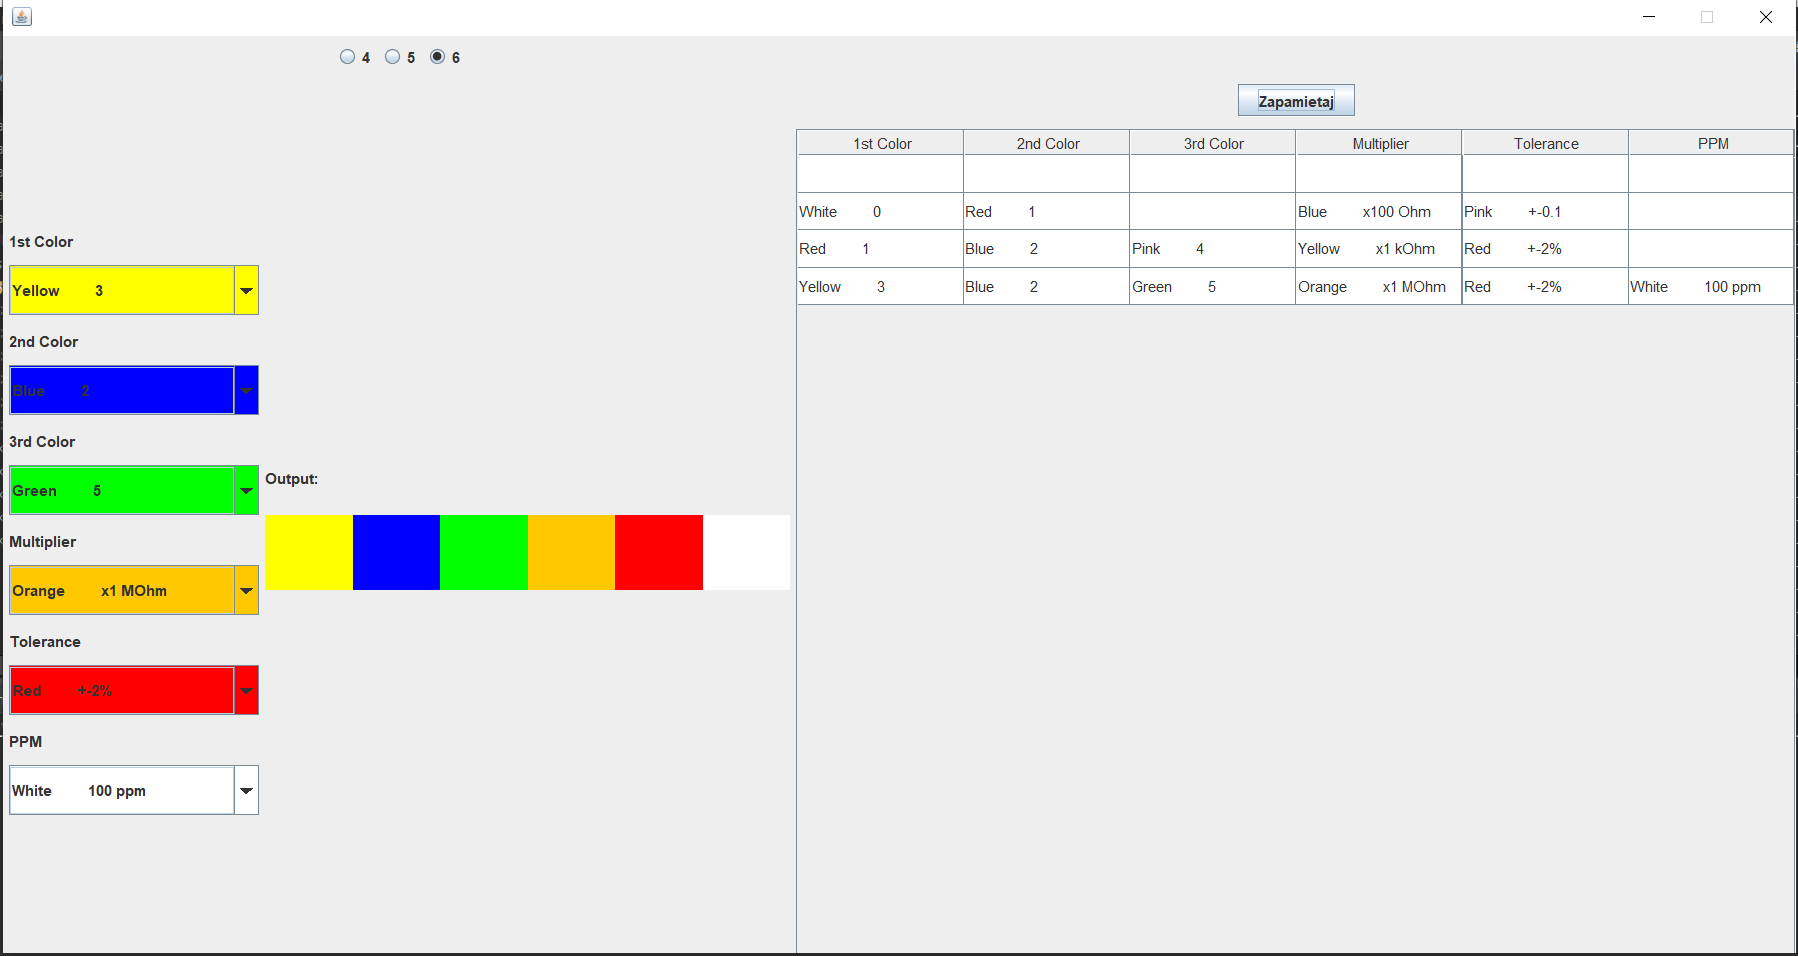 4 5 6
Zapamietaj
1st Color 2nd Color 3rd Color Multiplier Tolerance PPM
White 0 Red 1 Blue x100 Ohm Pink +-0.1
Red 1 Blue 2 Pink 4 Yellow x1 kOhm Red +-2%
Yellow 3 Blue 2 Green 5 Orange x1 MOhm Red +-2% White 100 ppm
1st Color
Yellow 3
2nd Color
Blue 2
3rd Color
Green 5
Multiplier
Orange x1 MOhm
Tolerance
Red +-2%
PPM
White 100 ppm
Output: